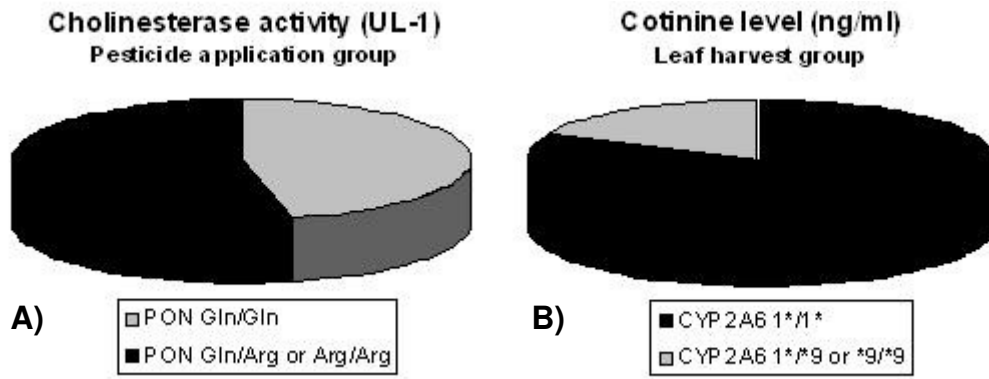 Cholinesterase activity (UL-1)
Pesticide application group
A)
PON Gln/Gln
PON Gln/Arg or Arg/Arg
Cotinine level (ng/ml)
Leaf harvest group
B)
CYP2A6 1*/1*
CYP2A6 1*/*9 or *9/*9